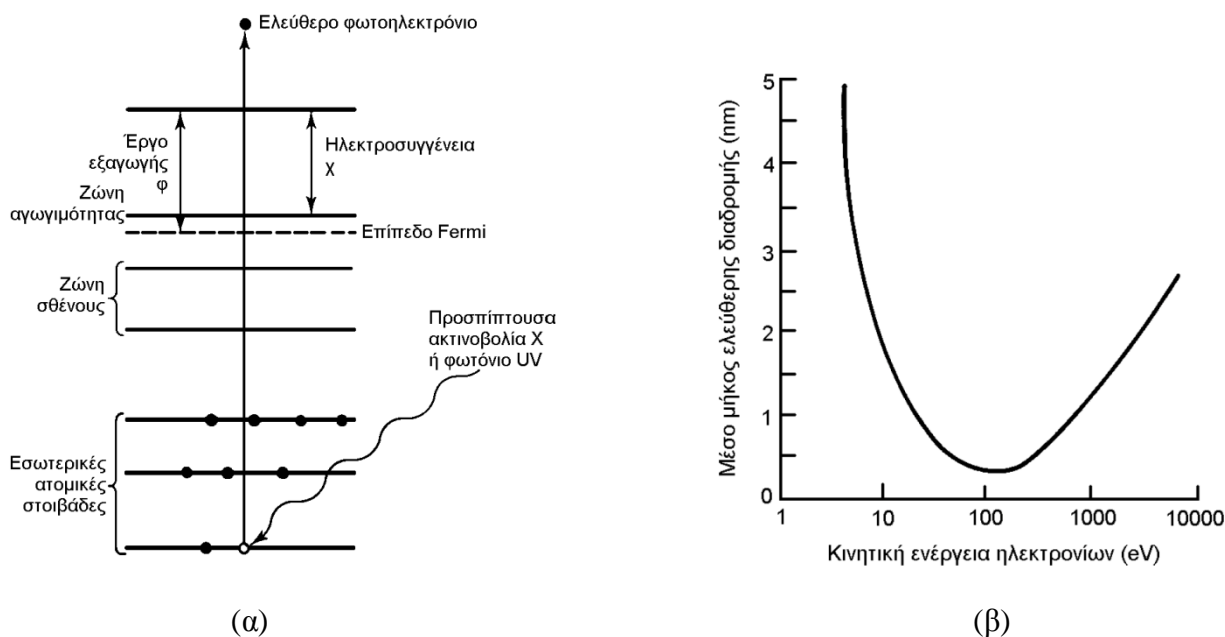 Ελεύθερο φωτοηλεκτρόνιο
Έργο
εξαγωγής
φ
Ηλεκτροσυγγένεια
χ
Ζώνη
αγωγιμότητας
Επίπεδο Fermi
Ζώνη
σθένους
Προσπίπτουσα
ακτινοβολία Χ
ή φωτόνιο UV
Εσωτερικές
ατομικές
στοιβάδες
(α)
Μέσο μήκος ελεύθερης διαδρομής (nm)
5
4
3
2
1
0
1 10 100 1000 10000
Κινητική ενέργεια ηλεκτρονίων (eV)
(β)